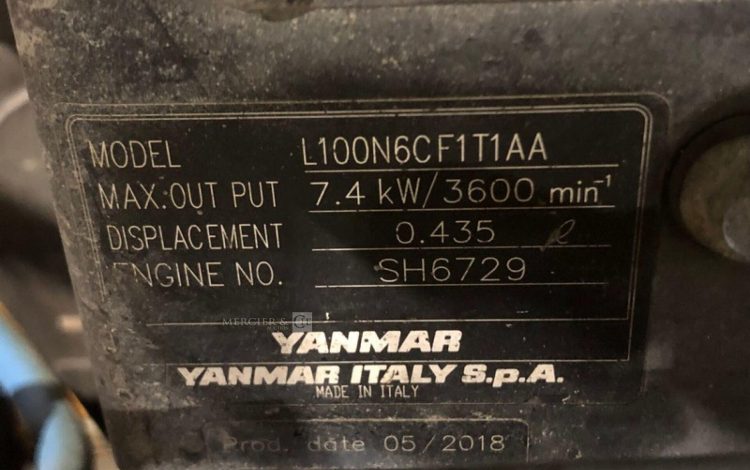 MODEL L100N6CF1T1AA
MAX.OUT PUT 7.4 kW/3600 min⁻¹
DISPLACEMENT 0.435 ℓ
ENGINE NO. SH6729
MERCIER &
YANMAR
YANMAR ITALY S.p.A.
MADE IN ITALY
Prod. date 05/2018